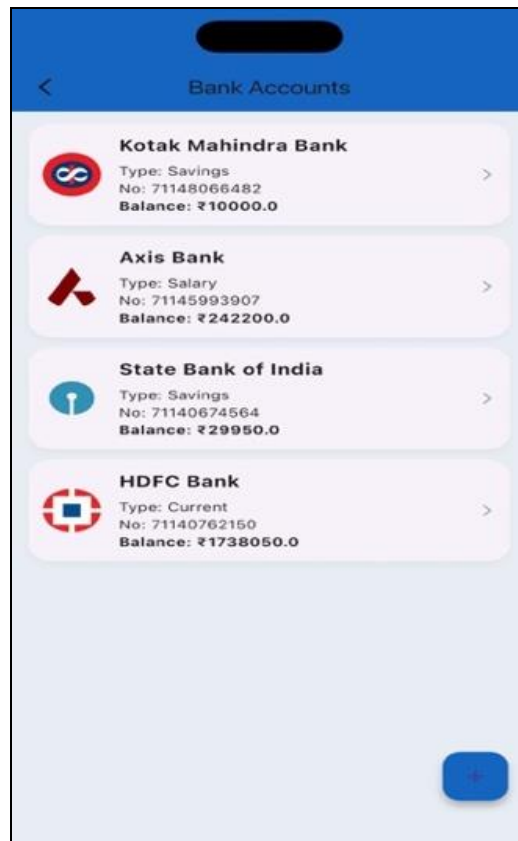 Bank Accounts
Kotak Mahindra Bank
Type: Savings
No: 71148066482
Balance: ₹10000.0
Axis Bank
Type: Salary
No: 71145993907
Balance: ₹242200.0
State Bank of India
Type: Savings
No: 71140674564
Balance: ₹29950.0
HDFC Bank
Type: Current
No: 71140762150
Balance: ₹1738050.0
+